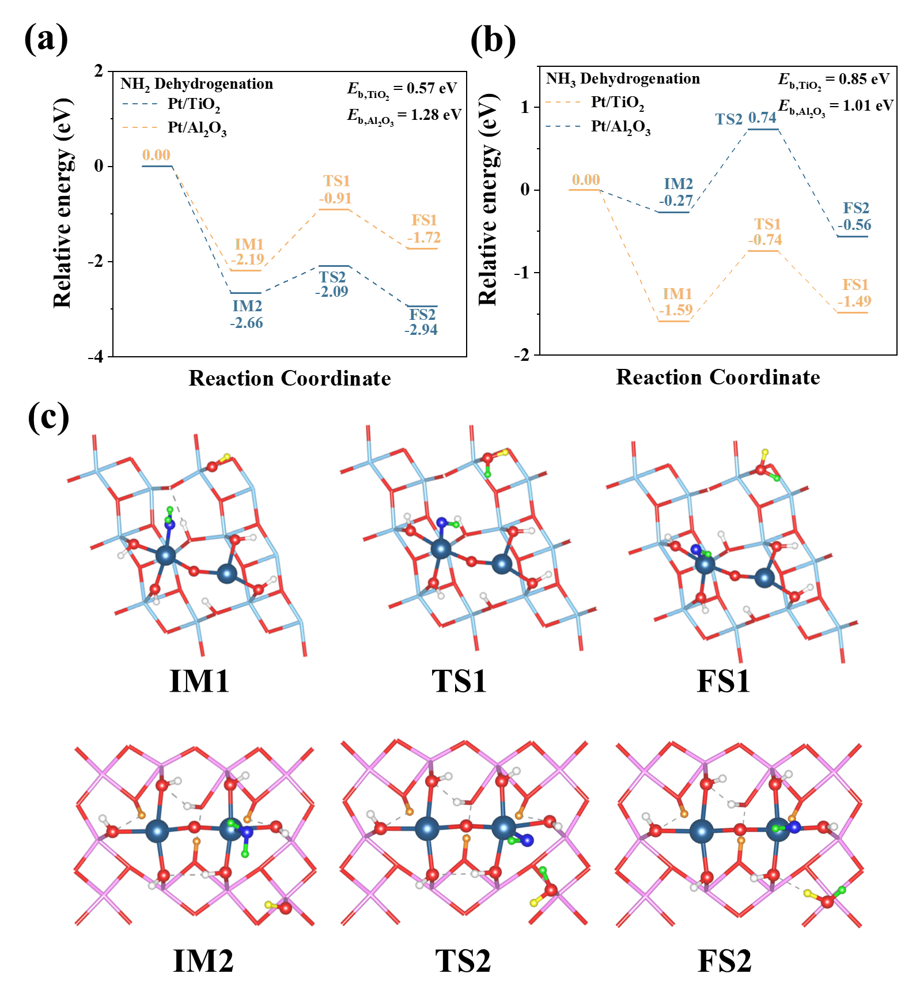 (a)
2
0
-2
-4
Relative energy (eV)
Reaction Coordinate
NH₂ Dehydrogenation
Pt/TiO₂
Pt/Al₂O₃
E_b,TiO₂ = 0.57 eV
E_b,Al₂O₃ = 1.28 eV
0.00
TS1
-0.91
FS1
-1.72
IM1
-2.19
TS2
-2.09
IM2
-2.66
FS2
-2.94
(b)
1
0
-1
-2
Relative energy (eV)
Reaction Coordinate
NH₃ Dehydrogenation
Pt/TiO₂
Pt/Al₂O₃
E_b,TiO₂ = 0.85 eV
E_b,Al₂O₃ = 1.01 eV
TS2 0.74
0.00
IM2
-0.27
FS2
-0.56
TS1
-0.74
IM1
-1.59
FS1
-1.49
(c)
IM1
TS1
FS1
IM2
TS2
FS2